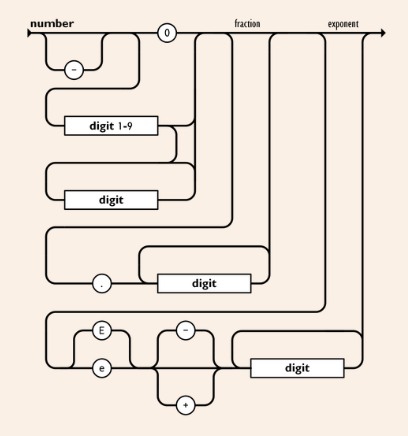 number fraction exponent
0
-
digit 1-9
digit
. digit
E -
e digit
+